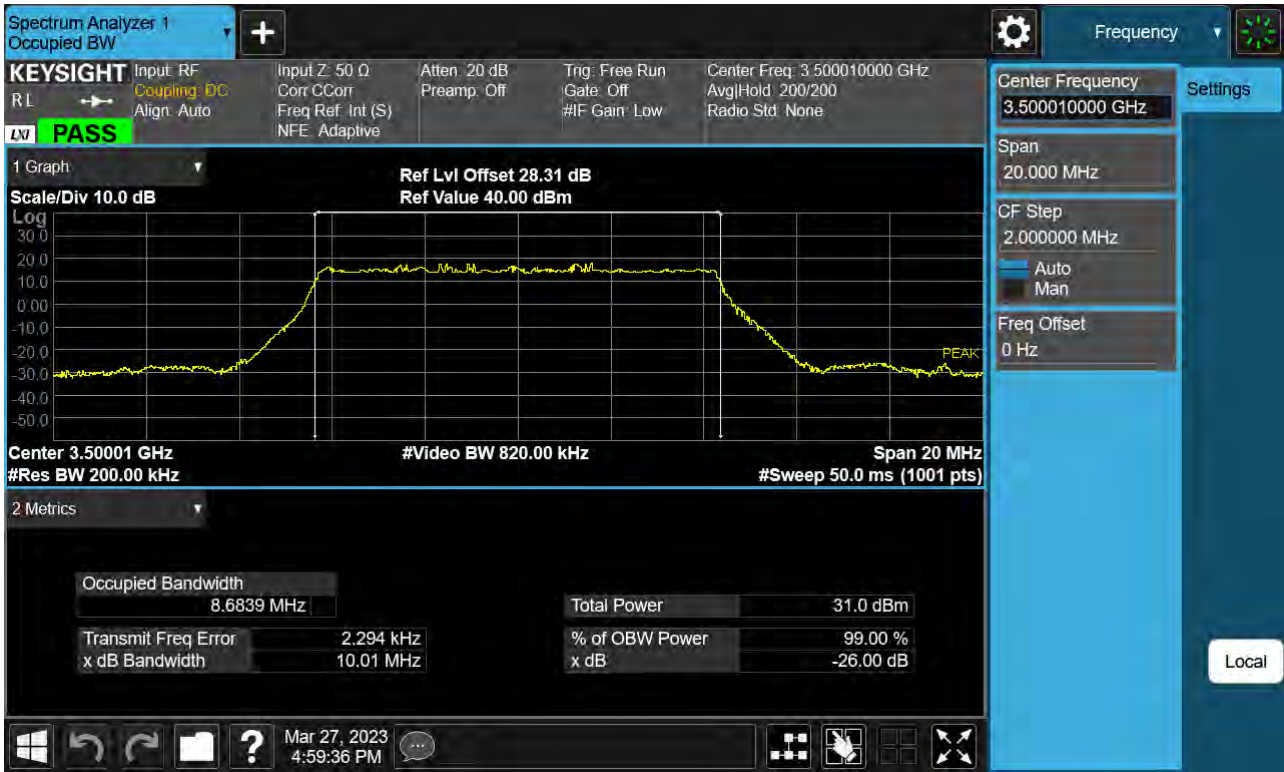 Spectrum Analyzer 1
Occupied BW
+
Frequency
KEYSIGHT
RL
LXI PASS
Input: RF
Coupling: DC
Align: Auto
Input Z: 50 Ω
Corr CCorr
Freq Ref: Int (S)
NFE: Adaptive
Atten: 20 dB
Preamp: Off
Trig: Free Run
Gate: Off
#IF Gain: Low
Center Freq: 3.500010000 GHz
Avg|Hold: 200/200
Radio Std: None
Center Frequency
3.500010000 GHz
Settings
Span
20.000 MHz
CF Step
2.000000 MHz
Auto
Man
Freq Offset
0 Hz
Local
1 Graph
Scale/Div 10.0 dB
Ref Lvl Offset 28.31 dB
Ref Value 40.00 dBm
Log
30.0
20.0
10.0
0.00
-10.0
-20.0
-30.0
-40.0
-50.0
PEAK
Center 3.50001 GHz
#Video BW 820.00 kHz
Span 20 MHz
#Res BW 200.00 kHz
#Sweep 50.0 ms (1001 pts)
2 Metrics
Occupied Bandwidth
8.6839 MHz
Total Power 31.0 dBm
Transmit Freq Error 2.294 kHz
% of OBW Power 99.00 %
x dB Bandwidth 10.01 MHz
x dB -26.00 dB
?
Mar 27, 2023
4:59:36 PM